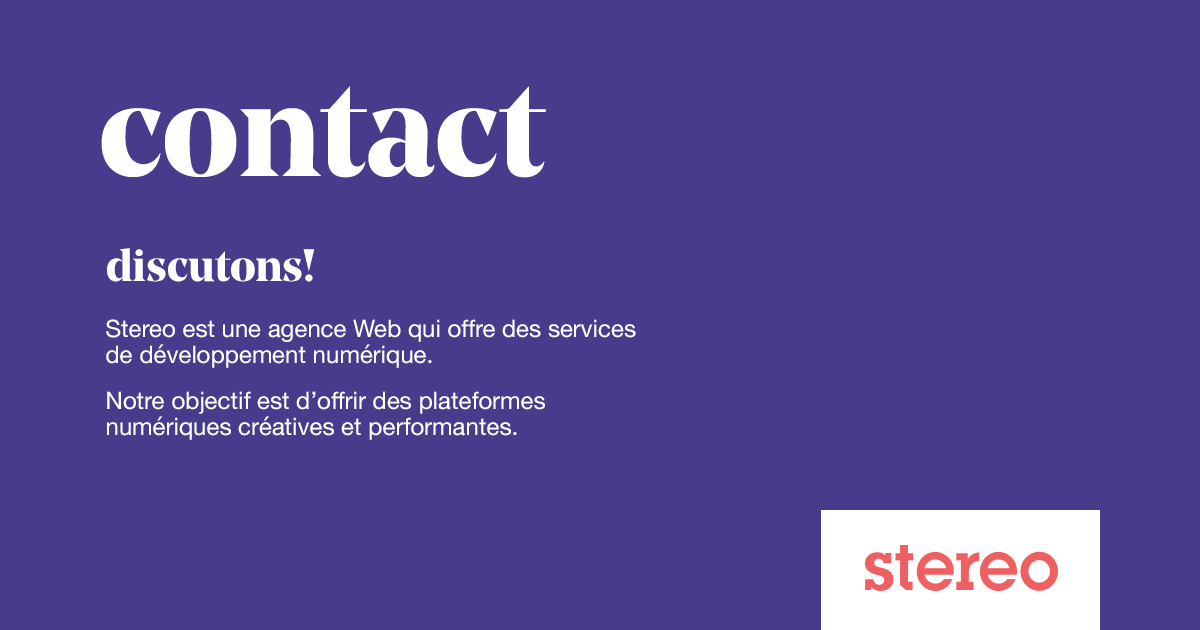 contact
discutons!
Stereo est une agence Web qui offre des services
de développement numérique.
Notre objectif est d’offrir des plateformes
numériques créatives et performantes.
stereo